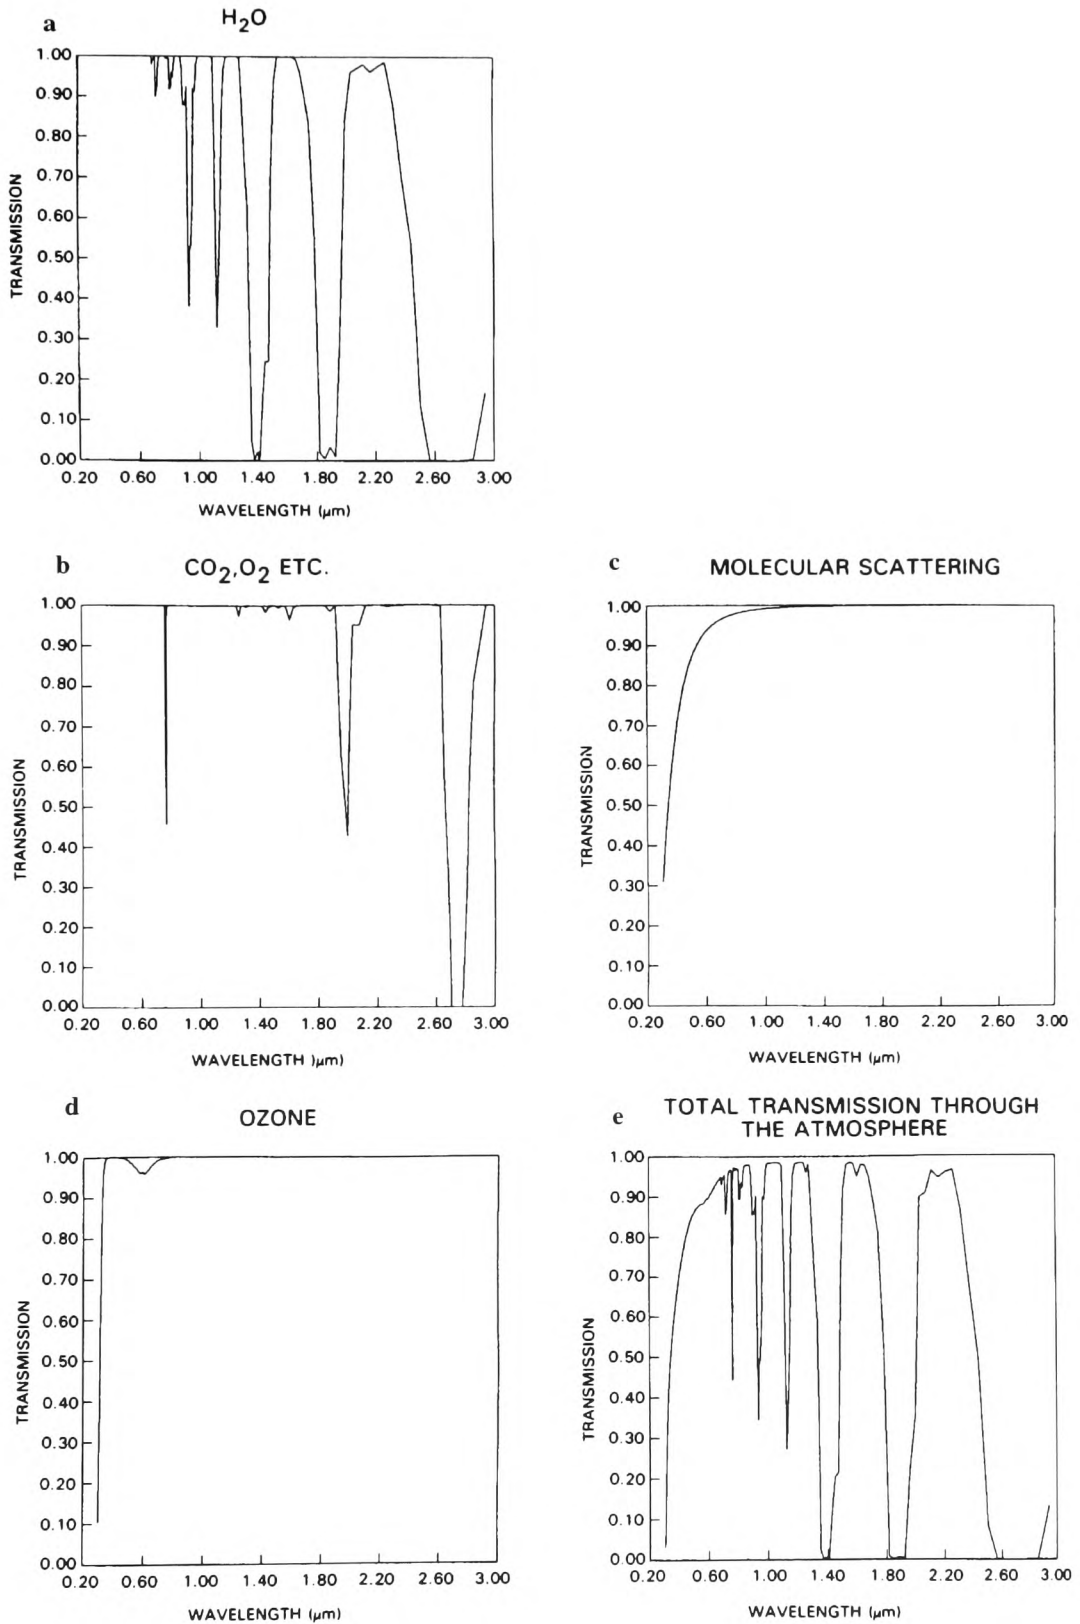 a
H2O
1.00
0.90
0.80
0.70
0.60
0.50
0.40
0.30
0.20
0.10
0.00
TRANSMISSION
0.20 0.60 1.00 1.40 1.80 2.20 2.60 3.00
WAVELENGTH (μm)
b
CO2,O2 ETC.
1.00
0.90
0.80
0.70
0.60
0.50
0.40
0.30
0.20
0.10
0.00
TRANSMISSION
0.20 0.60 1.00 1.40 1.80 2.20 2.60 3.00
WAVELENGTH )μm)
c
MOLECULAR SCATTERING
1.00
0.90
0.80
0.70
0.60
0.50
0.40
0.30
0.20
0.10
0.00
TRANSMISSION
0.20 0.60 1.00 1.40 1.80 2.20 2.60 3.00
WAVELENGTH (μm)
d
OZONE
1.00
0.90
0.80
0.70
0.60
0.50
0.40
0.30
0.20
0.10
0.00
TRANSMISSION
0.20 0.60 1.00 1.40 1.80 2.20 2.60 3.00
WAVELENGTH (μm)
e
TOTAL TRANSMISSION THROUGH
THE ATMOSPHERE
1.00
0.90
0.80
0.70
0.60
0.50
0.40
0.30
0.20
0.10
0.00
TRANSMISSION
0.20 0.60 1.00 1.40 1.80 2.20 2.60 3.00
WAVELENGTH (μm)